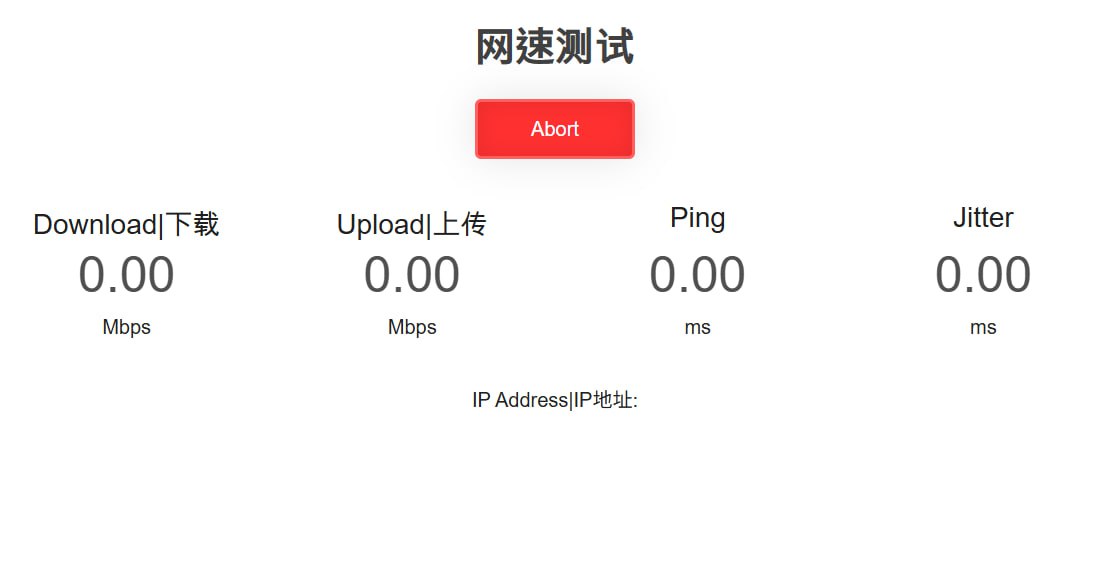 网速测试
Abort
Download|下载
Upload|上传
Ping
Jitter
0.00
0.00
0.00
0.00
Mbps
Mbps
ms
ms
IP Address|IP地址: